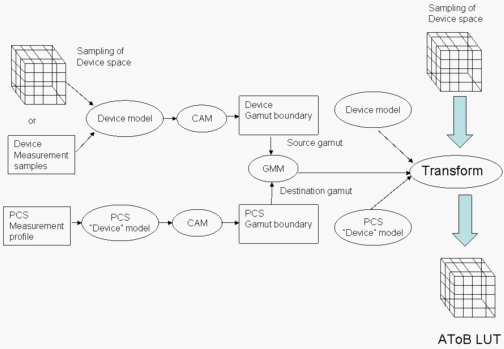 Sampling of
Device space
or
Device
Measurement
samples
Device model
CAM
Device
Gamut boundary
Source gamut
GMM
Destination gamut
PCS
Measurement
profile
PCS
"Device" model
CAM
PCS
Gamut boundary
Device model
PCS
"Device" model
Sampling of
Device space
Transform
AToB LUT